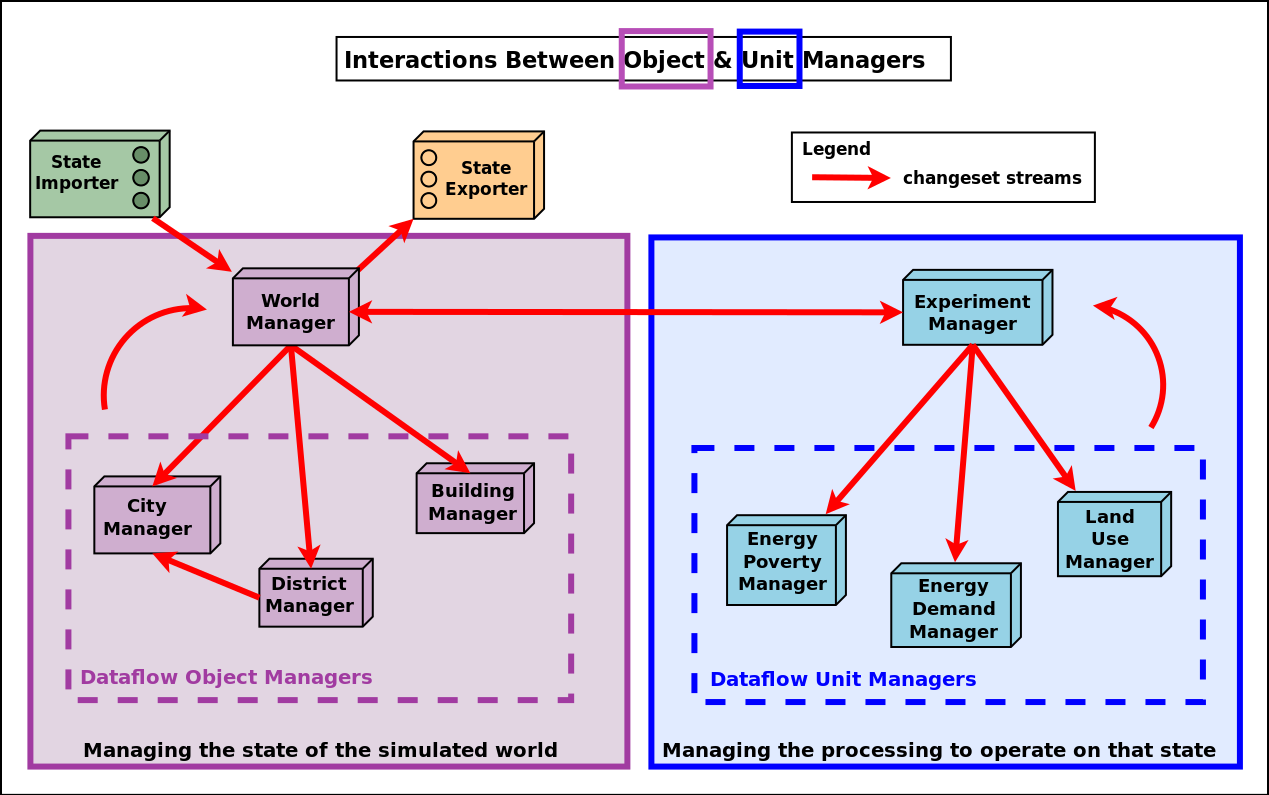 Interactions Between Object & Unit Managers
State
Importer
State
Exporter
Legend
changeset streams
World
Manager
Experiment
Manager
City
Manager
Building
Manager
District
Manager
Energy
Poverty
Manager
Energy
Demand
Manager
Land
Use
Manager
Dataflow Object Managers
Dataflow Unit Managers
Managing the state of the simulated world
Managing the processing to operate on that state